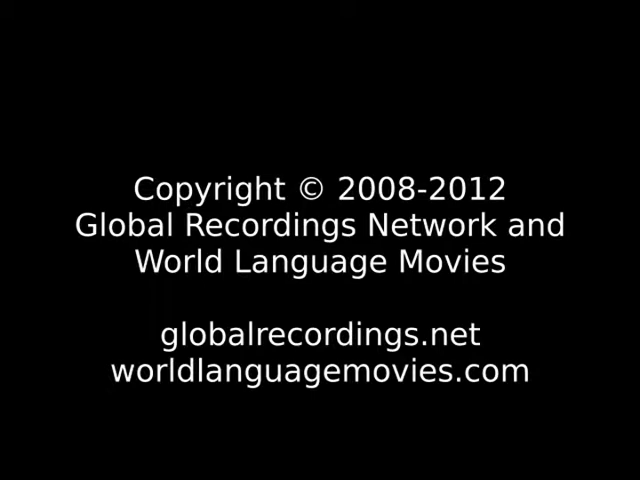 Copyright © 2008-2012
Global Recordings Network and
World Language Movies
globalrecordings.net
worldlanguagemovies.com